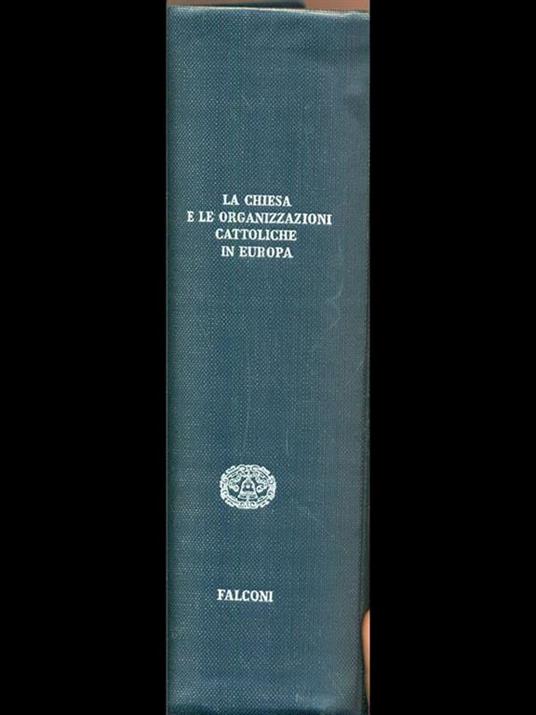 LA CHIESA
E LE ORGANIZZAZIONI
CATTOLICHE
IN EUROPA
FALCONI